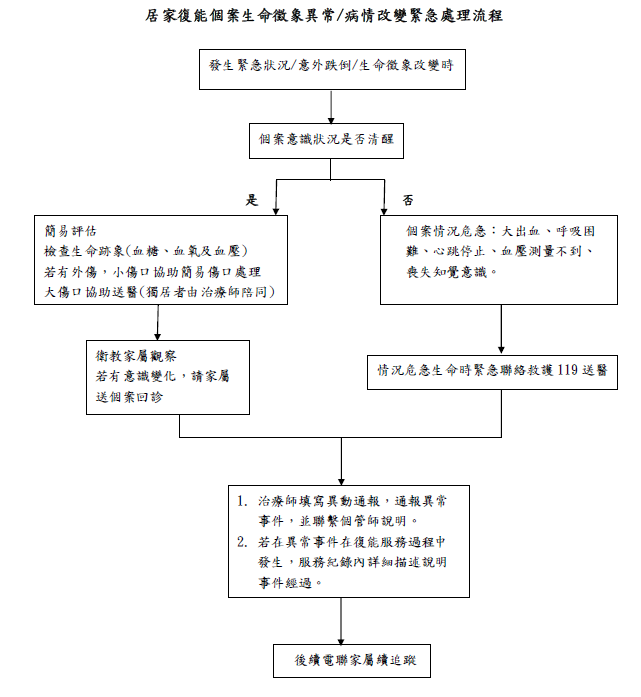 居家復能個案生命徵象異常/病情改變緊急處理流程
發生緊急狀況/意外跌倒/生命徵象改變時
個案意識狀況是否清醒
是
否
簡易評估
檢查生命跡象(血糖、血氧及血壓)
若有外傷，小傷口協助簡易傷口處理
大傷口協助送醫(獨居者由治療師陪同)
個案情況危急：大出血、呼吸困
難、心跳停止、血壓測量不到、
喪失知覺意識。
衛教家屬觀察
若有意識變化，請家屬
送個案回診
情況危急生命時緊急聯絡救護119送醫
1. 治療師填寫異動通報，通報異常
事件，並聯繫個管師說明。
2. 若在異常事件在復能服務過程中
發生，服務紀錄內詳細描述說明
事件經過。
後續電聯家屬續追蹤